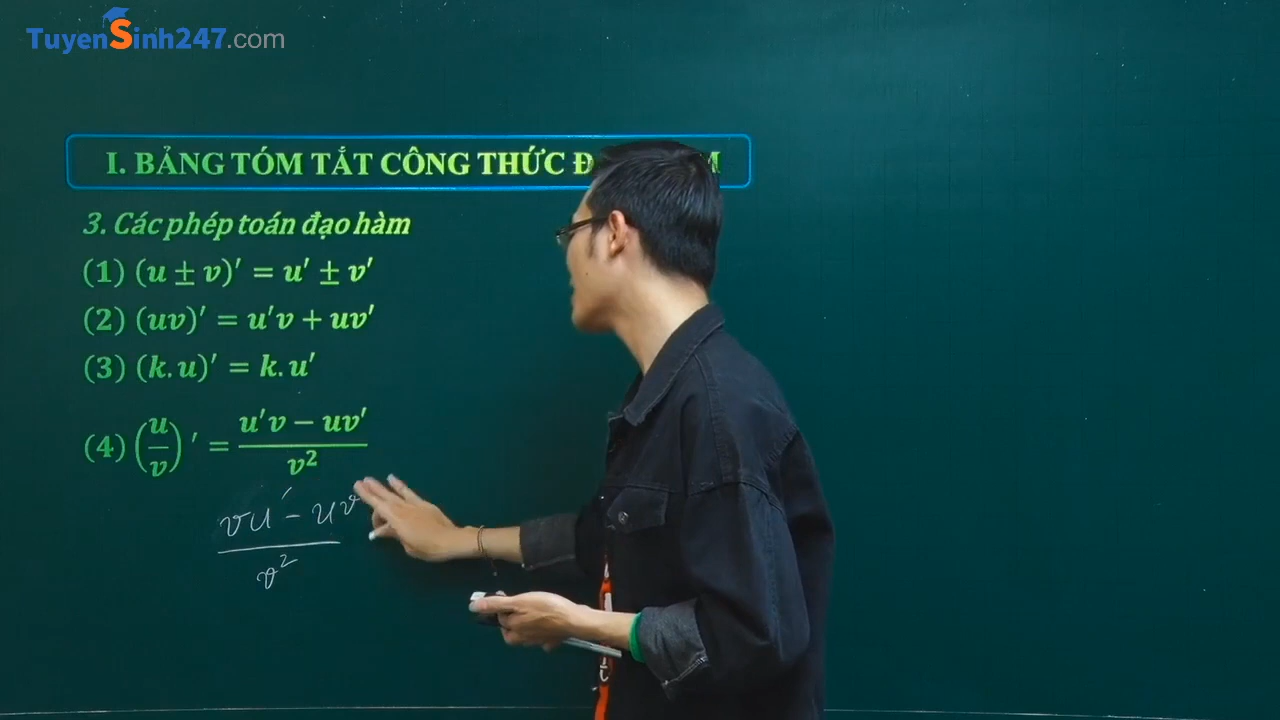 TuyenSinh247.com
I. BẢNG TÓM TẮT CÔNG THỨC
3. Các phép toán đạo hàm
(1) (u ± v)′ = u′ ± v′
(2) (uv)′ = u′v + uv′
(3) (k.u)′ = k.u′
(4) (u/v)′ = (u′v − uv′)/v²
(vu′ − uv)/v²